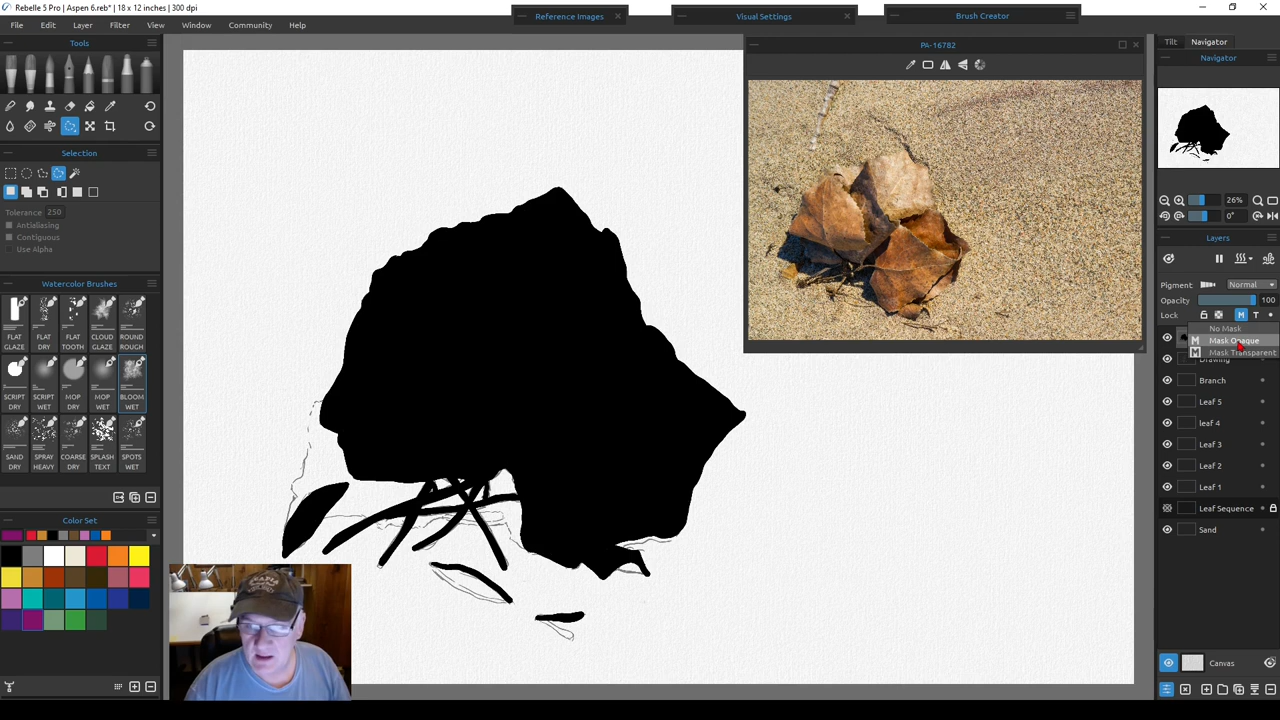 Rebelle 5 Pro | Aspen 6.reb* | 18 x 12 inches | 300 dpi
File Edit Layer Filter View Window Community Help
Reference Images
Visual Settings
Brush Creator
Tools
Selection
Tolerance 250
Antialiasing
Contiguous
Use Alpha
Watercolor Brushes
FLAT GLAZE
FLAT DRY
FLAT TOOTH
CLOUD GLAZE
ROUND ROUGH
SCRIPT DRY
SCRIPT WET
MOP DRY
MOP WET
BLOOM WET
SAND DRY
SPRAY HEAVY
COARSE DRY
SPLASH TEXT
SPOTS WET
Color Set
PA-16782
Tilt Navigator
Navigator
26%
0°
Layers
Pigment Normal
Opacity 100
Lock M T
No Mask
M Mask Opaque
M Mask Transparent
Drawing
Branch
Leaf 5
leaf 4
Leaf 3
Leaf 2
Leaf 1
Leaf Sequence
Sand
Canvas